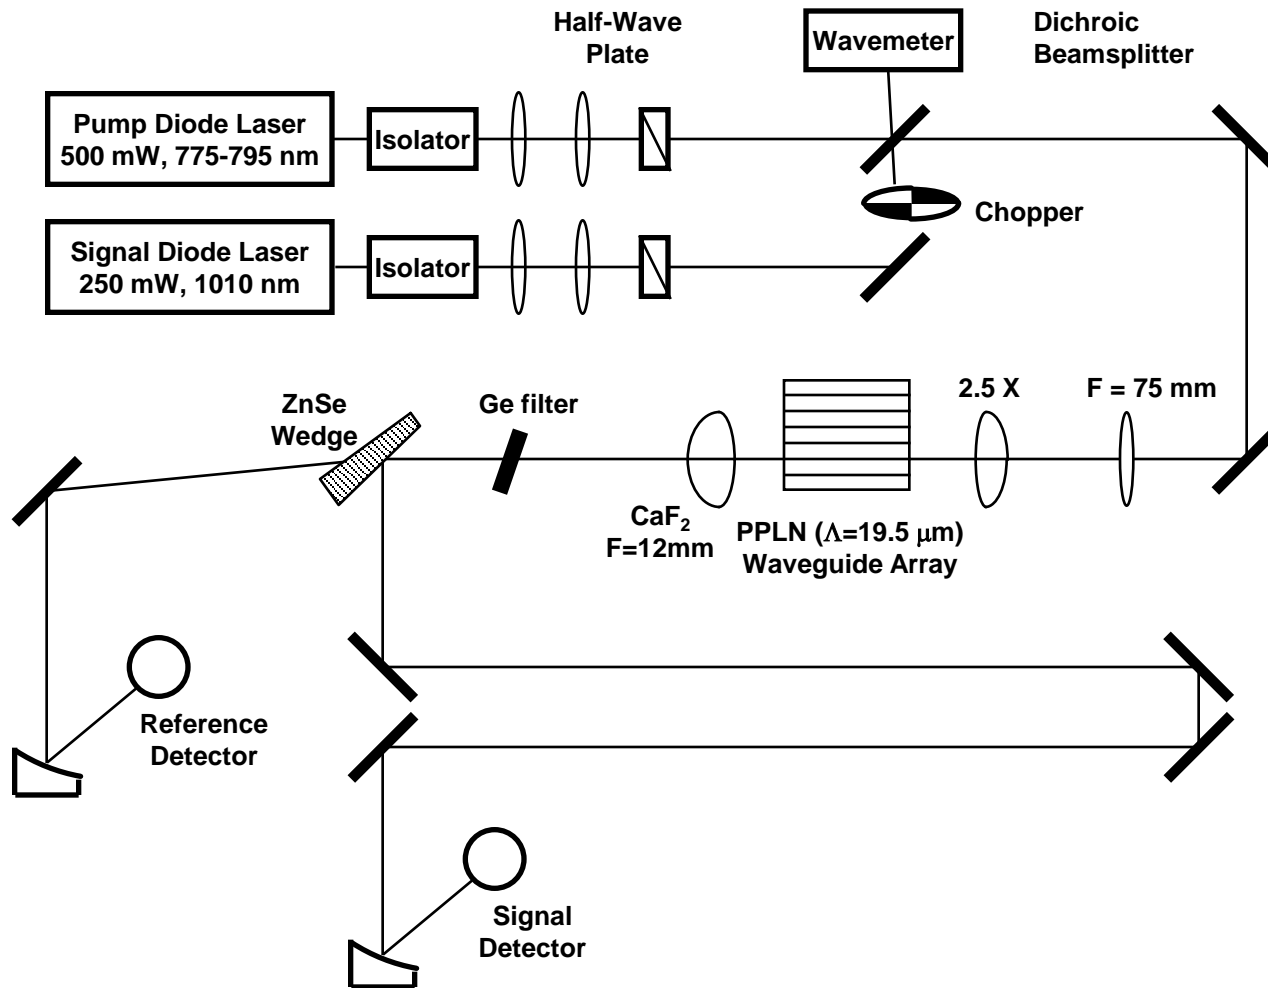 Half-Wave
Plate
Wavemeter
Dichroic
Beamsplitter
Pump Diode Laser
500 mW, 775-795 nm
Isolator
Chopper
Signal Diode Laser
250 mW, 1010 nm
Isolator
ZnSe
Wedge
Ge filter
2.5 X
F = 75 mm
CaF₂
F=12mm
PPLN (Λ=19.5 μm)
Waveguide Array
Reference
Detector
Signal
Detector